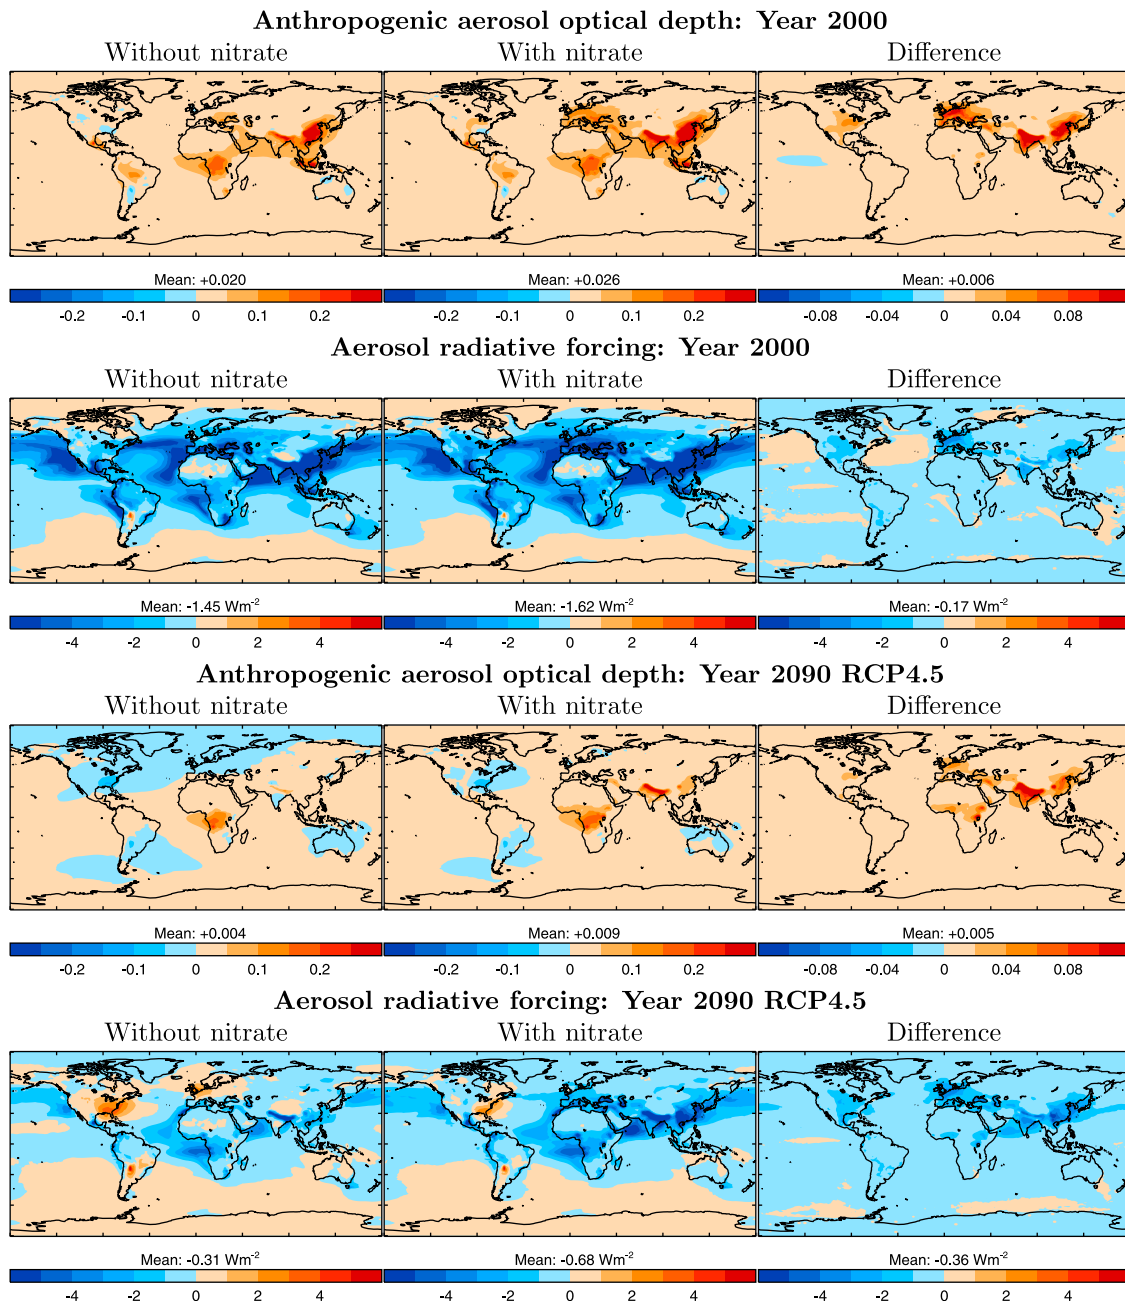 Anthropogenic aerosol optical depth: Year 2000
Without nitrate With nitrate Difference
Mean: +0.020 Mean: +0.026 Mean: +0.006
-0.2 -0.1 0 0.1 0.2 -0.2 -0.1 0 0.1 0.2 -0.08 -0.04 0 0.04 0.08
Aerosol radiative forcing: Year 2000
Without nitrate With nitrate Difference
Mean: -1.45 Wm⁻² Mean: -1.62 Wm⁻² Mean: -0.17 Wm⁻²
-4 -2 0 2 4 -4 -2 0 2 4 -4 -2 0 2 4
Anthropogenic aerosol optical depth: Year 2090 RCP4.5
Without nitrate With nitrate Difference
Mean: +0.004 Mean: +0.009 Mean: +0.005
-0.2 -0.1 0 0.1 0.2 -0.2 -0.1 0 0.1 0.2 -0.08 -0.04 0 0.04 0.08
Aerosol radiative forcing: Year 2090 RCP4.5
Without nitrate With nitrate Difference
Mean: -0.31 Wm⁻² Mean: -0.68 Wm⁻² Mean: -0.36 Wm⁻²
-4 -2 0 2 4 -4 -2 0 2 4 -4 -2 0 2 4